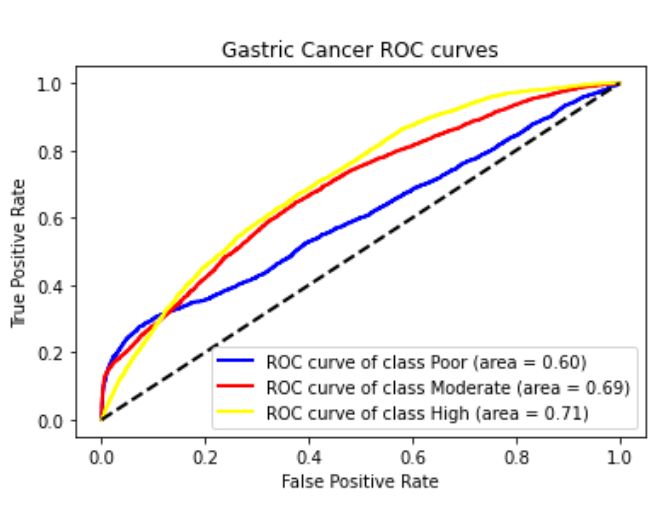 Gastric Cancer ROC curves
True Positive Rate
1.0
0.8
0.6
0.4
0.2
0.0
ROC curve of class Poor (area = 0.60)
ROC curve of class Moderate (area = 0.69)
ROC curve of class High (area = 0.71)
0.0 0.2 0.4 0.6 0.8 1.0
False Positive Rate